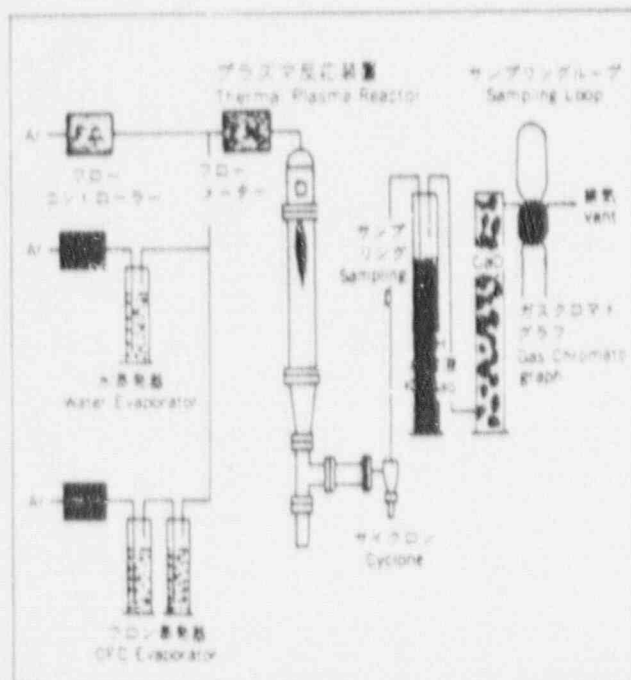 プラズマ反応装置
Thermal Plasma Reactor
サンプリングループ
Sampling Loop
Ar
フロー
コントローラー
フロー
メーター
排気
vent
サンプ
リング
Sampling
CaO
ガスクロマト
グラフ
Gas Chromato
graph
Ar
水蒸発器
Water Evaporator
Ar
サイクロン
Cyclone
フロン蒸発器
CFC Evaporator